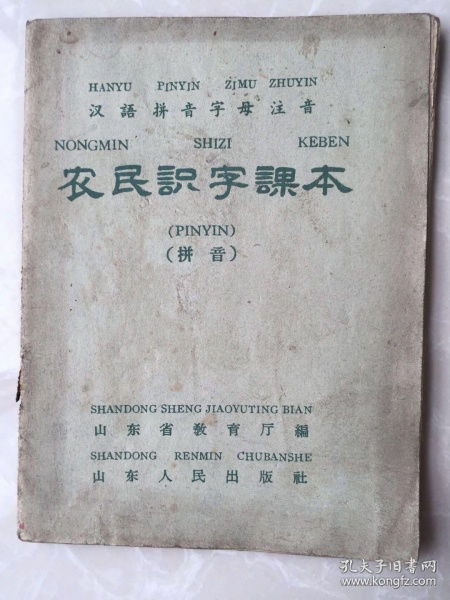 HANYU PINYIN ZIMU ZHUYIN
汉語拼音字母注音
NONGMIN SHIZI KEBEN
农民識字課本
(PINYIN)
(拼音)
SHANDONG SHENG JIAOYUTING BIAN
山东省敎育厅編
SHANDONG RENMIN CHUBANSHE
山东人民出版社
孔夫子旧书网
www.kongfz.com